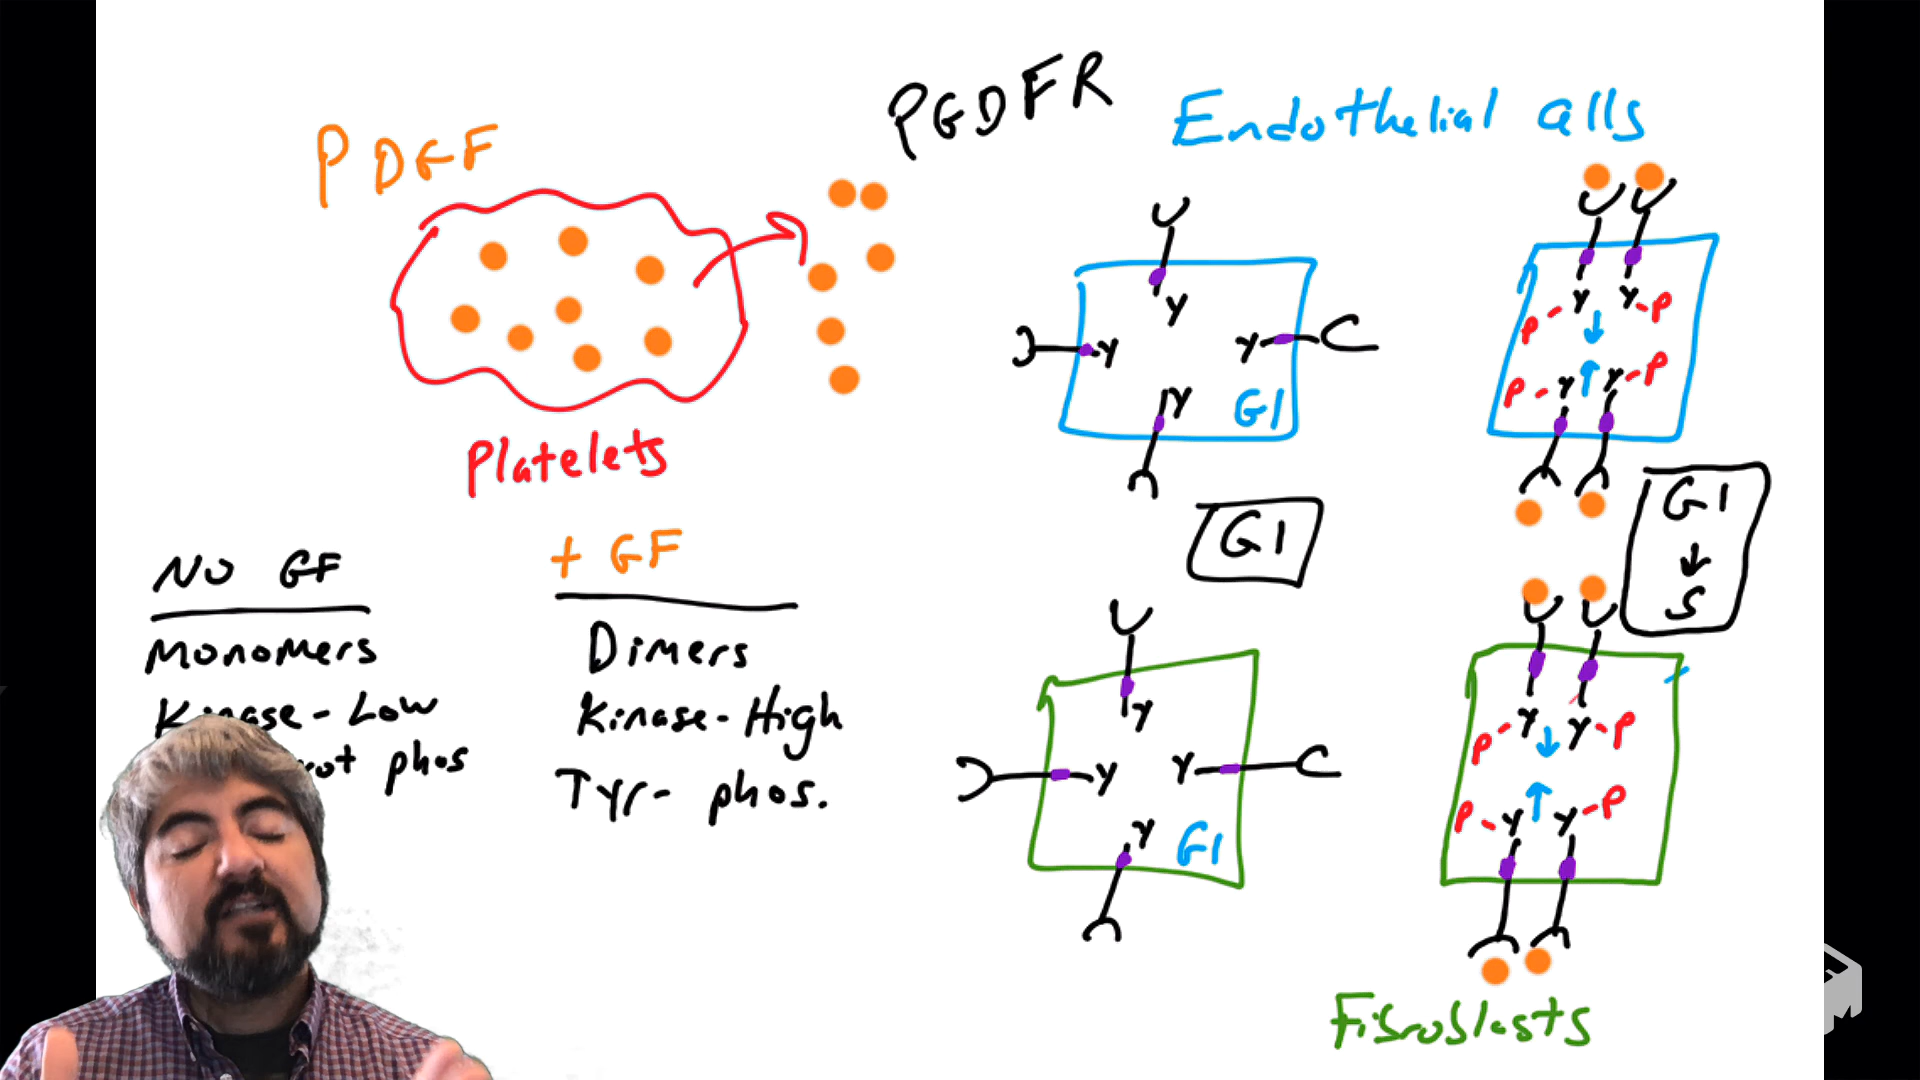 PDGF
PGDFR
Endothelial cells
Platelets
NO GF
Monomers
Kinase-Low
not phos
+ GF
Dimers
Kinase-High
Tyr- phos.
Y
Y
Y
Y
G1
Y
Y
P
P
P
P
Y
Y
G1
G1
↓
S
Y
Y
Y
Y
G1
Y
Y
P
P
P
P
Y
Y
Fibroblasts